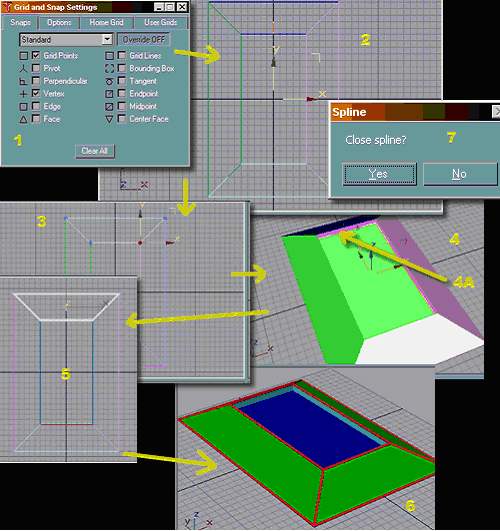 Grid and Snap Settings
Snaps
Options
Home Grid
User Grids
Standard
Override OFF
Grid Points
Grid Lines
Pivot
Bounding Box
Perpendicular
Tangent
Vertex
Endpoint
Edge
Midpoint
Face
Center Face
Clear All
1
2
y
x
z
x
Spline
Close spline?
7
Yes
No
3
y
x
4
4A
z
x
5
6
z
y
x